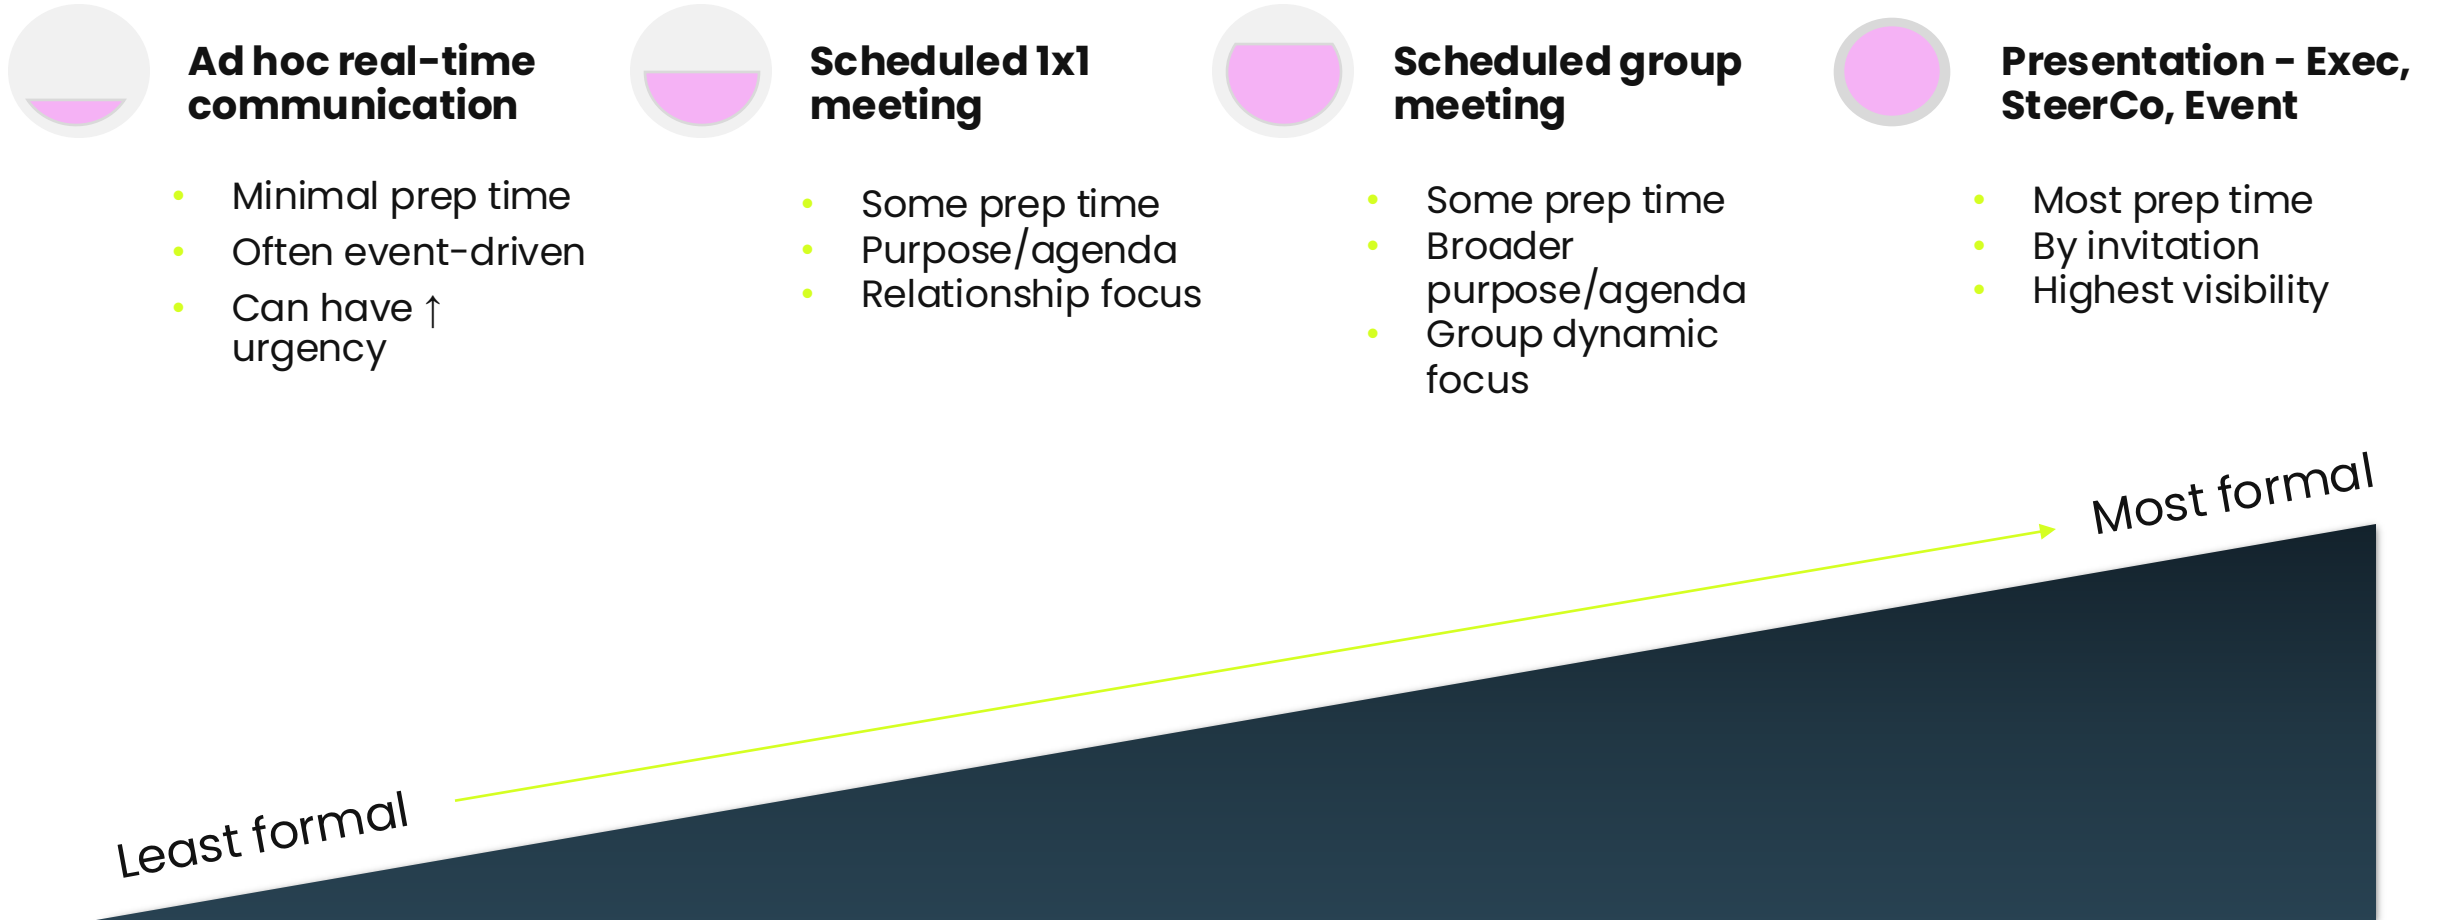 Ad hoc real-time
communication
• Minimal prep time
• Often event-driven
• Can have ↑
urgency
Scheduled 1x1
meeting
• Some prep time
• Purpose/agenda
• Relationship focus
Scheduled group
meeting
• Some prep time
• Broader
purpose/agenda
• Group dynamic
focus
Presentation - Exec,
SteerCo, Event
• Most prep time
• By invitation
• Highest visibility
Most formal
Least formal